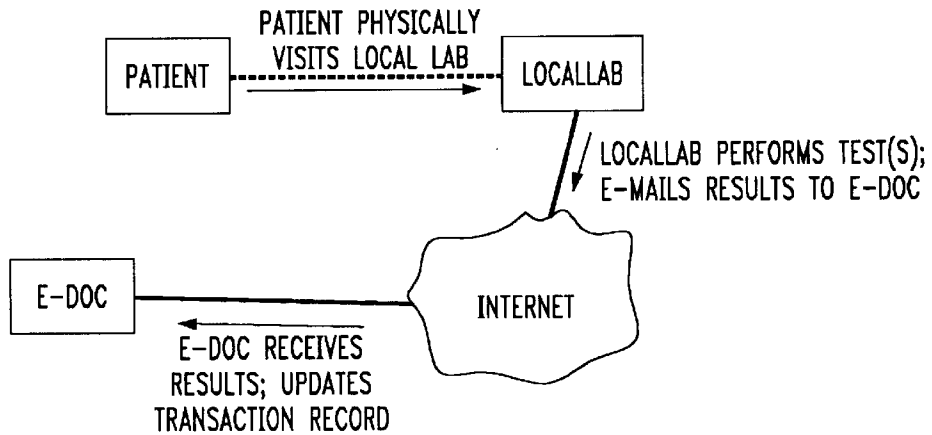 PATIENT PHYSICALLY
VISITS LOCAL LAB
PATIENT
LOCALLAB
LOCALLAB PERFORMS TEST(S);
E-MAILS RESULTS TO E-DOC
E-DOC
INTERNET
E-DOC RECEIVES
RESULTS; UPDATES
TRANSACTION RECORD